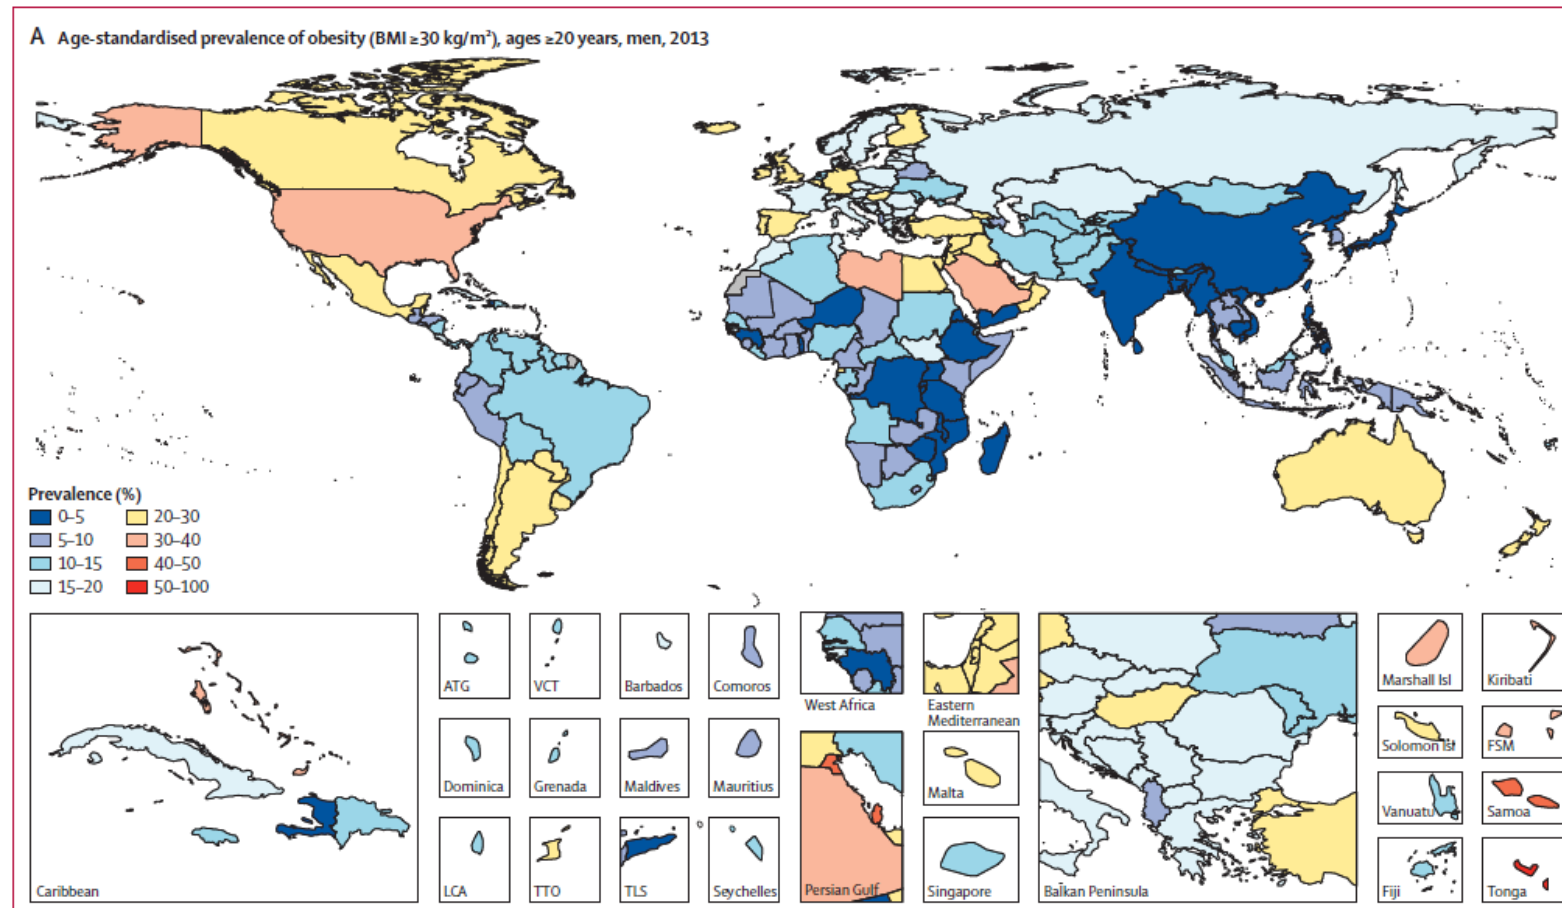 A Age-standardised prevalence of obesity (BMI ≥30 kg/m²), ages ≥20 years, men, 2013
Prevalence (%)
0–5
20–30
5–10
30–40
10–15
40–50
15–20
50–100
Caribbean
ATG
VCT
Barbados
Comoros
Dominica
Grenada
Maldives
Mauritius
LCA
TTO
TLS
Seychelles
West Africa
Eastern
Mediterranean
Persian Gulf
Malta
Singapore
Balkan Peninsula
Marshall Isl
Kiribati
Solomon Isl
FSM
Vanuatu
Samoa
Fiji
Tonga